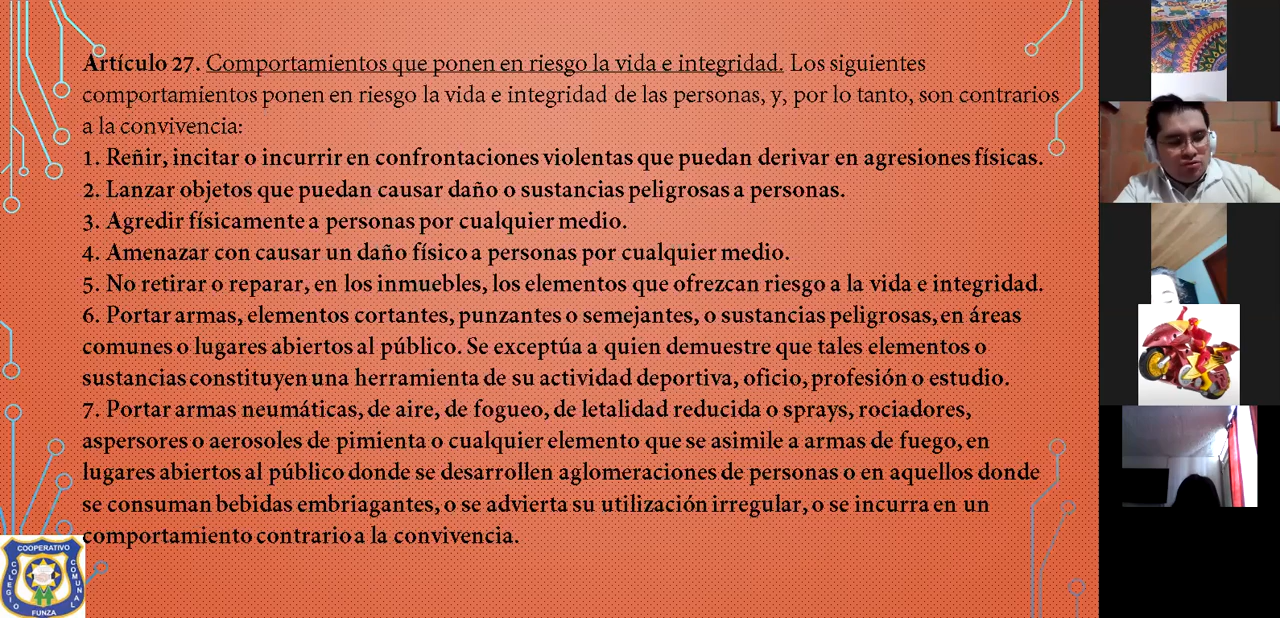 Artículo 27. Comportamientos que ponen en riesgo la vida e integridad. Los siguientes
comportamientos ponen en riesgo la vida e integridad de las personas, y, por lo tanto, son contrarios
a la convivencia:
1. Reñir, incitar o incurrir en confrontaciones violentas que puedan derivar en agresiones físicas.
2. Lanzar objetos que puedan causar daño o sustancias peligrosas a personas.
3. Agredir físicamente a personas por cualquier medio.
4. Amenazar con causar un daño físico a personas por cualquier medio.
5. No retirar o reparar, en los inmuebles, los elementos que ofrezcan riesgo a la vida e integridad.
6. Portar armas, elementos cortantes, punzantes o semejantes, o sustancias peligrosas, en áreas
comunes o lugares abiertos al público. Se exceptúa a quien demuestre que tales elementos o
sustancias constituyen una herramienta de su actividad deportiva, oficio, profesión o estudio.
7. Portar armas neumáticas, de aire, de fogueo, de letalidad reducida o sprays, rociadores,
aspersores o aerosoles de pimienta o cualquier elemento que se asimile a armas de fuego, en
lugares abiertos al público donde se desarrollen aglomeraciones de personas o en aquellos donde
se consuman bebidas embriagantes, o se advierta su utilización irregular, o se incurra en un
comportamiento contrario a la convivencia.
COOPERATIVO
COLEGIO
COMUNAL
FUNZA